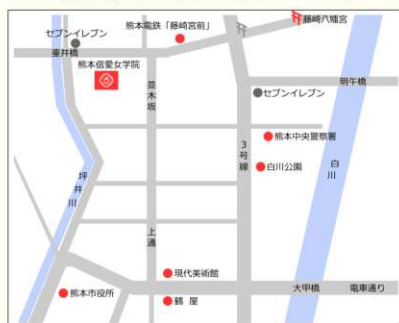 熊本電鉄「藤崎宮前」
藤崎八幡宮
セブンイレブン
壷井橋
熊本信愛女学院
並木坂
明午橋
セブンイレブン
熊本中央警察署
3号線
白川公園
白川
坪井川
上通
現代美術館
大甲橋
電車通り
熊本市役所
鶴屋